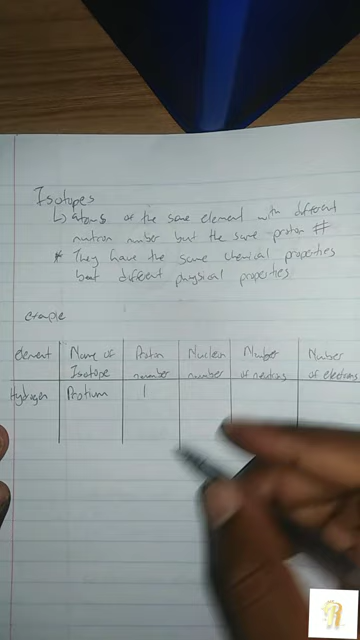 Isotopes
↳ atoms of the same element with different
neutron number but the same proton #
* They have the same chemical properties
but different physical properties.
example
element Name of Isotope Proton number Nucleon number Number of neutrons Number of electrons
Hydrogen Protium 1